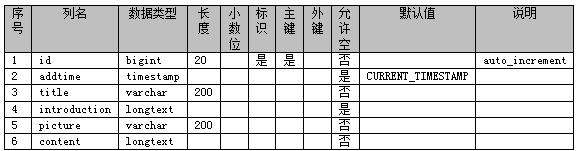 序号 列名 数据类型 长度 小数位 标识 主键 外键 允许空 默认值 说明
1 id bigint 20 是 是 否 auto_increment
2 addtime timestamp 是 CURRENT_TIMESTAMP
3 title varchar 200 否
4 introduction longtext 是
5 picture varchar 200 否
6 content longtext 否